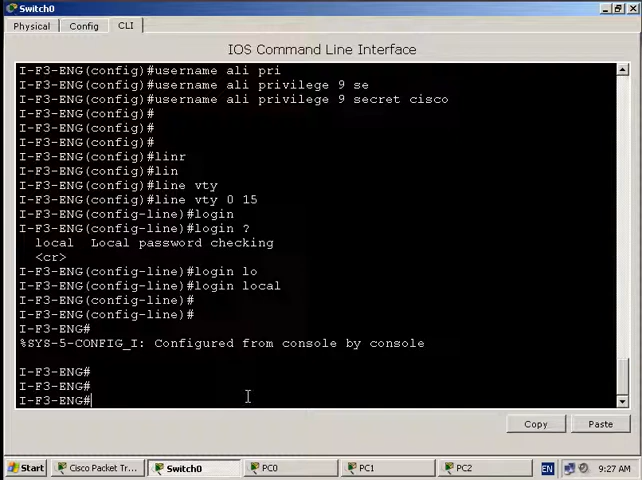 Switch0
Physical Config CLI
IOS Command Line Interface
I-F3-ENG(config)#username ali pri
I-F3-ENG(config)#username ali privilege 9 se
I-F3-ENG(config)#username ali privilege 9 secret cisco
I-F3-ENG(config)#
I-F3-ENG(config)#
I-F3-ENG(config)#
I-F3-ENG(config)#linr
I-F3-ENG(config)#lin
I-F3-ENG(config)#line vty
I-F3-ENG(config)#line vty 0 15
I-F3-ENG(config-line)#login
I-F3-ENG(config-line)#login ?
local Local password checking
<cr>
I-F3-ENG(config-line)#login lo
I-F3-ENG(config-line)#login local
I-F3-ENG(config-line)#
I-F3-ENG(config-line)#
I-F3-ENG#
%SYS-5-CONFIG_I: Configured from console by console
I-F3-ENG#
I-F3-ENG#
I-F3-ENG#
Copy Paste
Start Cisco Packet Tr... Switch0 PC0 PC1 PC2 EN 9:27 AM